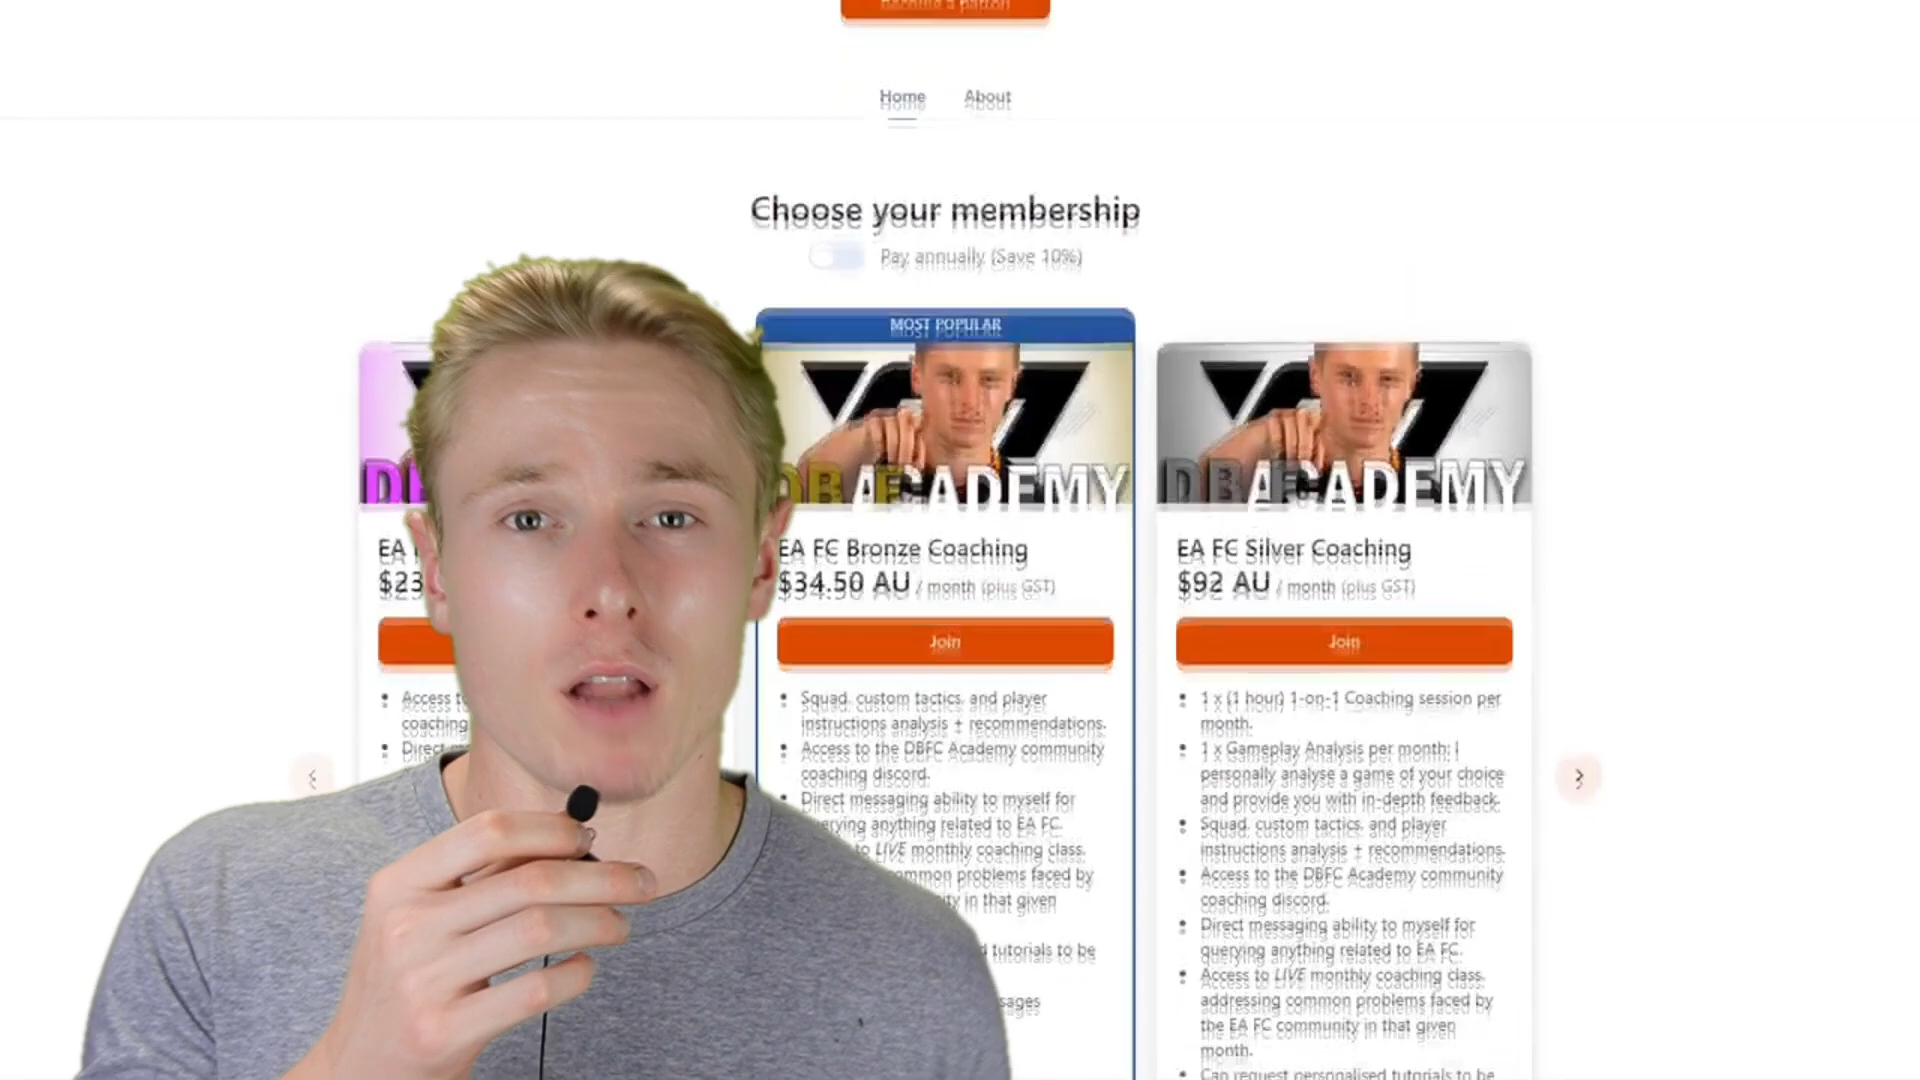 Become a patron
Home About
Choose your membership
Pay annually (Save 10%)
MOST POPULAR
DBFC ACADEMY
DBFC ACADEMY
EA
$23
Access to
coaching
Direct
EA FC Bronze Coaching
$34.50 AU / month (plus GST)
Join
Squad, custom tactics, and player
instructions analysis + recommendations.
Access to the DBFC Academy community
coaching discord.
Direct messaging ability to myself for
querying anything related to EA FC.
to LIVE monthly coaching class,
common problems faced by
in that given
tutorials to be
EA FC Silver Coaching
$92 AU / month (plus GST)
Join
1 x (1 hour) 1-on-1 Coaching session per
month.
1 x Gameplay Analysis per month: I
personally analyse a game of your choice
and provide you with in-depth feedback.
Squad, custom tactics, and player
instructions analysis + recommendations.
Access to the DBFC Academy community
coaching discord.
Direct messaging ability to myself for
querying anything related to EA FC.
Access to LIVE monthly coaching class,
addressing common problems faced by
the EA FC community in that given
month.
Can request personalised tutorials to be